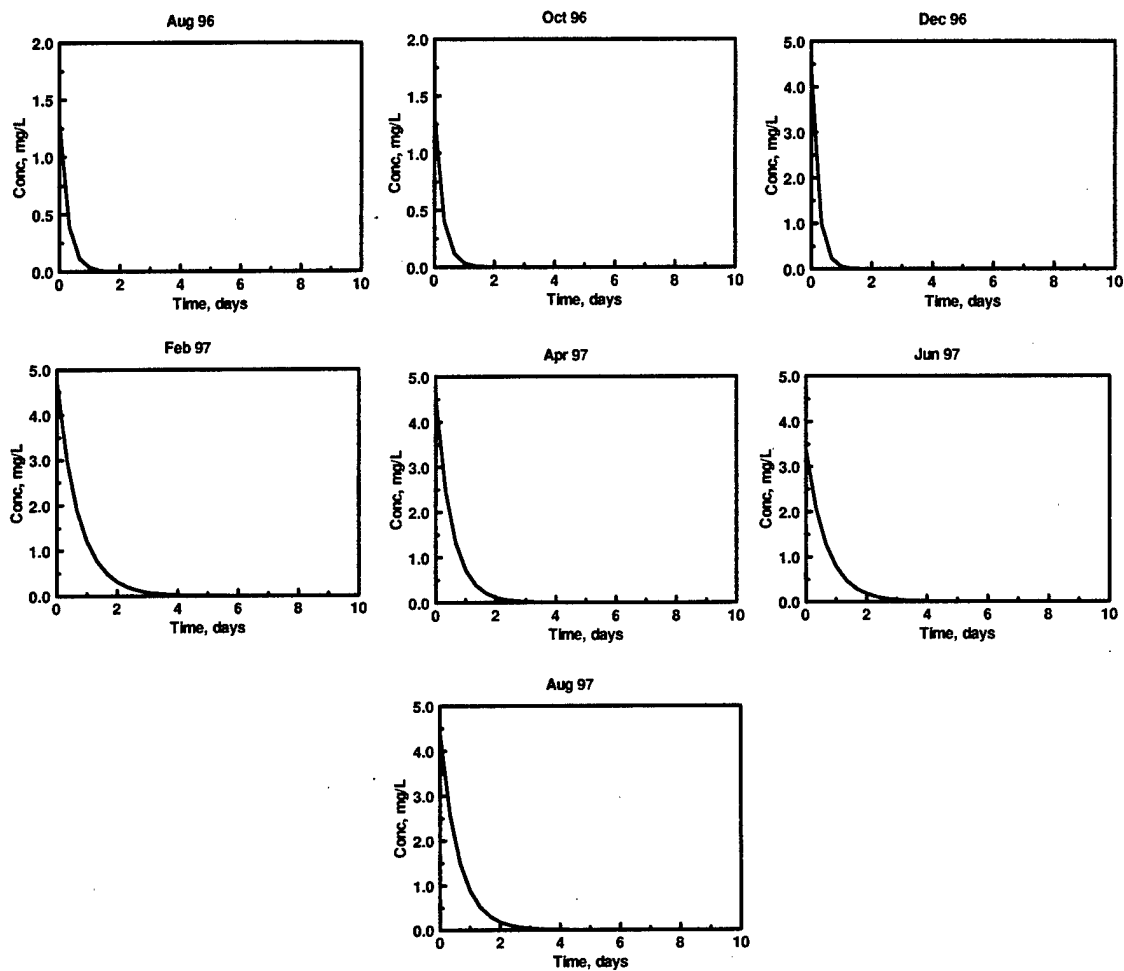 Aug 96
2.0
1.5
1.0
0.5
0.0
Conc, mg/L
0 2 4 6 8 10
Time, days
Oct 96
2.0
1.5
1.0
0.5
0.0
Conc, mg/L
0 2 4 6 8 10
Time, days
Dec 96
5.0
4.0
3.0
2.0
1.0
0.0
Conc, mg/L
0 2 4 6 8 10
Time, days
Feb 97
5.0
4.0
3.0
2.0
1.0
0.0
Conc, mg/L
0 2 4 6 8 10
Time, days
Apr 97
5.0
4.0
3.0
2.0
1.0
0.0
Conc, mg/L
0 2 4 6 8 10
Time, days
Jun 97
5.0
4.0
3.0
2.0
1.0
0.0
Conc, mg/L
0 2 4 6 8 10
Time, days
Aug 97
5.0
4.0
3.0
2.0
1.0
0.0
Conc, mg/L
0 2 4 6 8 10
Time, days